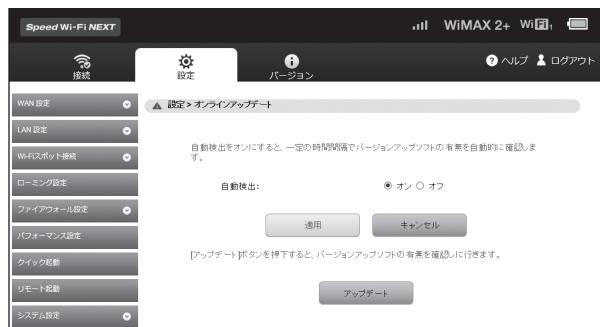 Speed Wi-Fi NEXT
WiMAX 2+ WiFi 1
接続
設定
バージョン
ヘルプ
ログアウト
WAN 設定
LAN 設定
Wi-Fiスポット接続
ローミング設定
ファイアウォール設定
パフォーマンス設定
クイック起動
リモート起動
システム設定
設定 > オンラインアップデート
自動検出をオンにすると、一定の時間間隔でバージョンアップソフトの有無を自動的に確認しま
す。
自動検出:
オン オフ
適用
キャンセル
[アップデート]ボタンを押下すると、バージョンアップソフトの有無を確認しに行きます。
アップデート